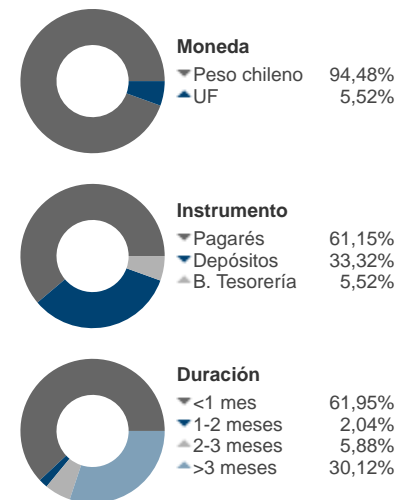 Moneda
Peso chileno 94,48%
UF 5,52%
Instrumento
Pagarés 61,15%
Depósitos 33,32%
B. Tesorería 5,52%
Duración
<1 mes 61,95%
1-2 meses 2,04%
2-3 meses 5,88%
>3 meses 30,12%